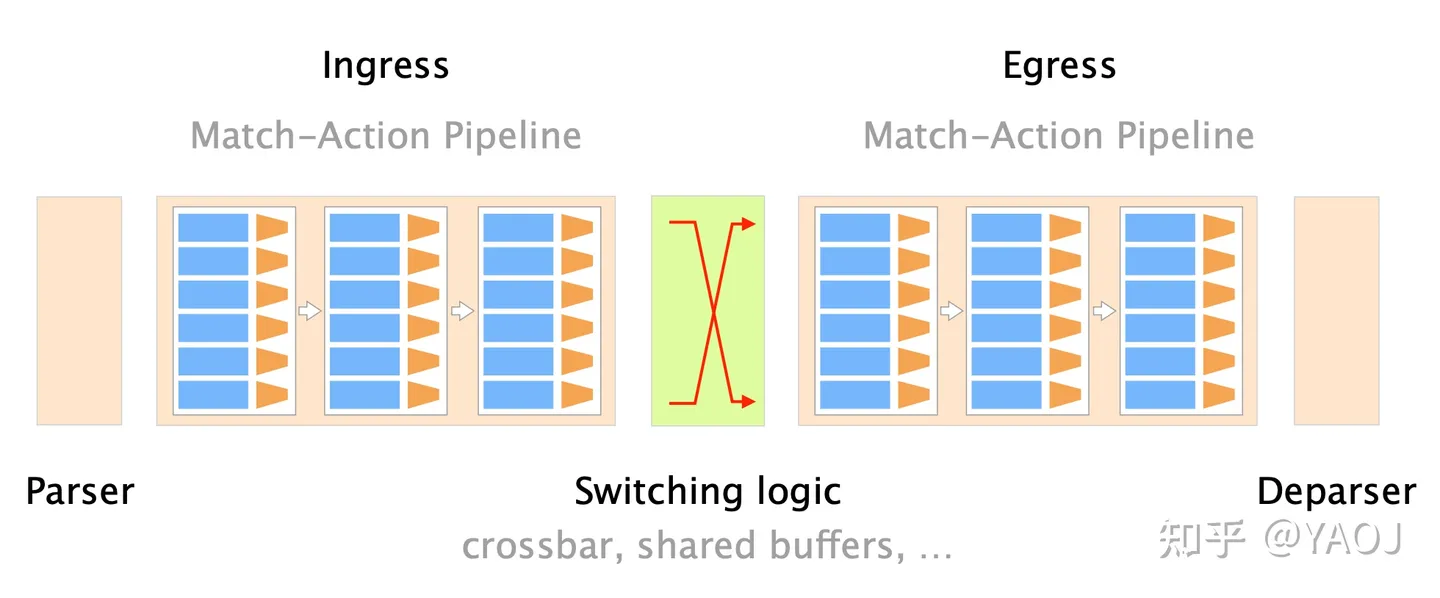 Ingress
Egress
Match-Action Pipeline
Match-Action Pipeline
Parser
Switching logic
Deparser
crossbar, shared buffers, ...
知乎 @YAOJ